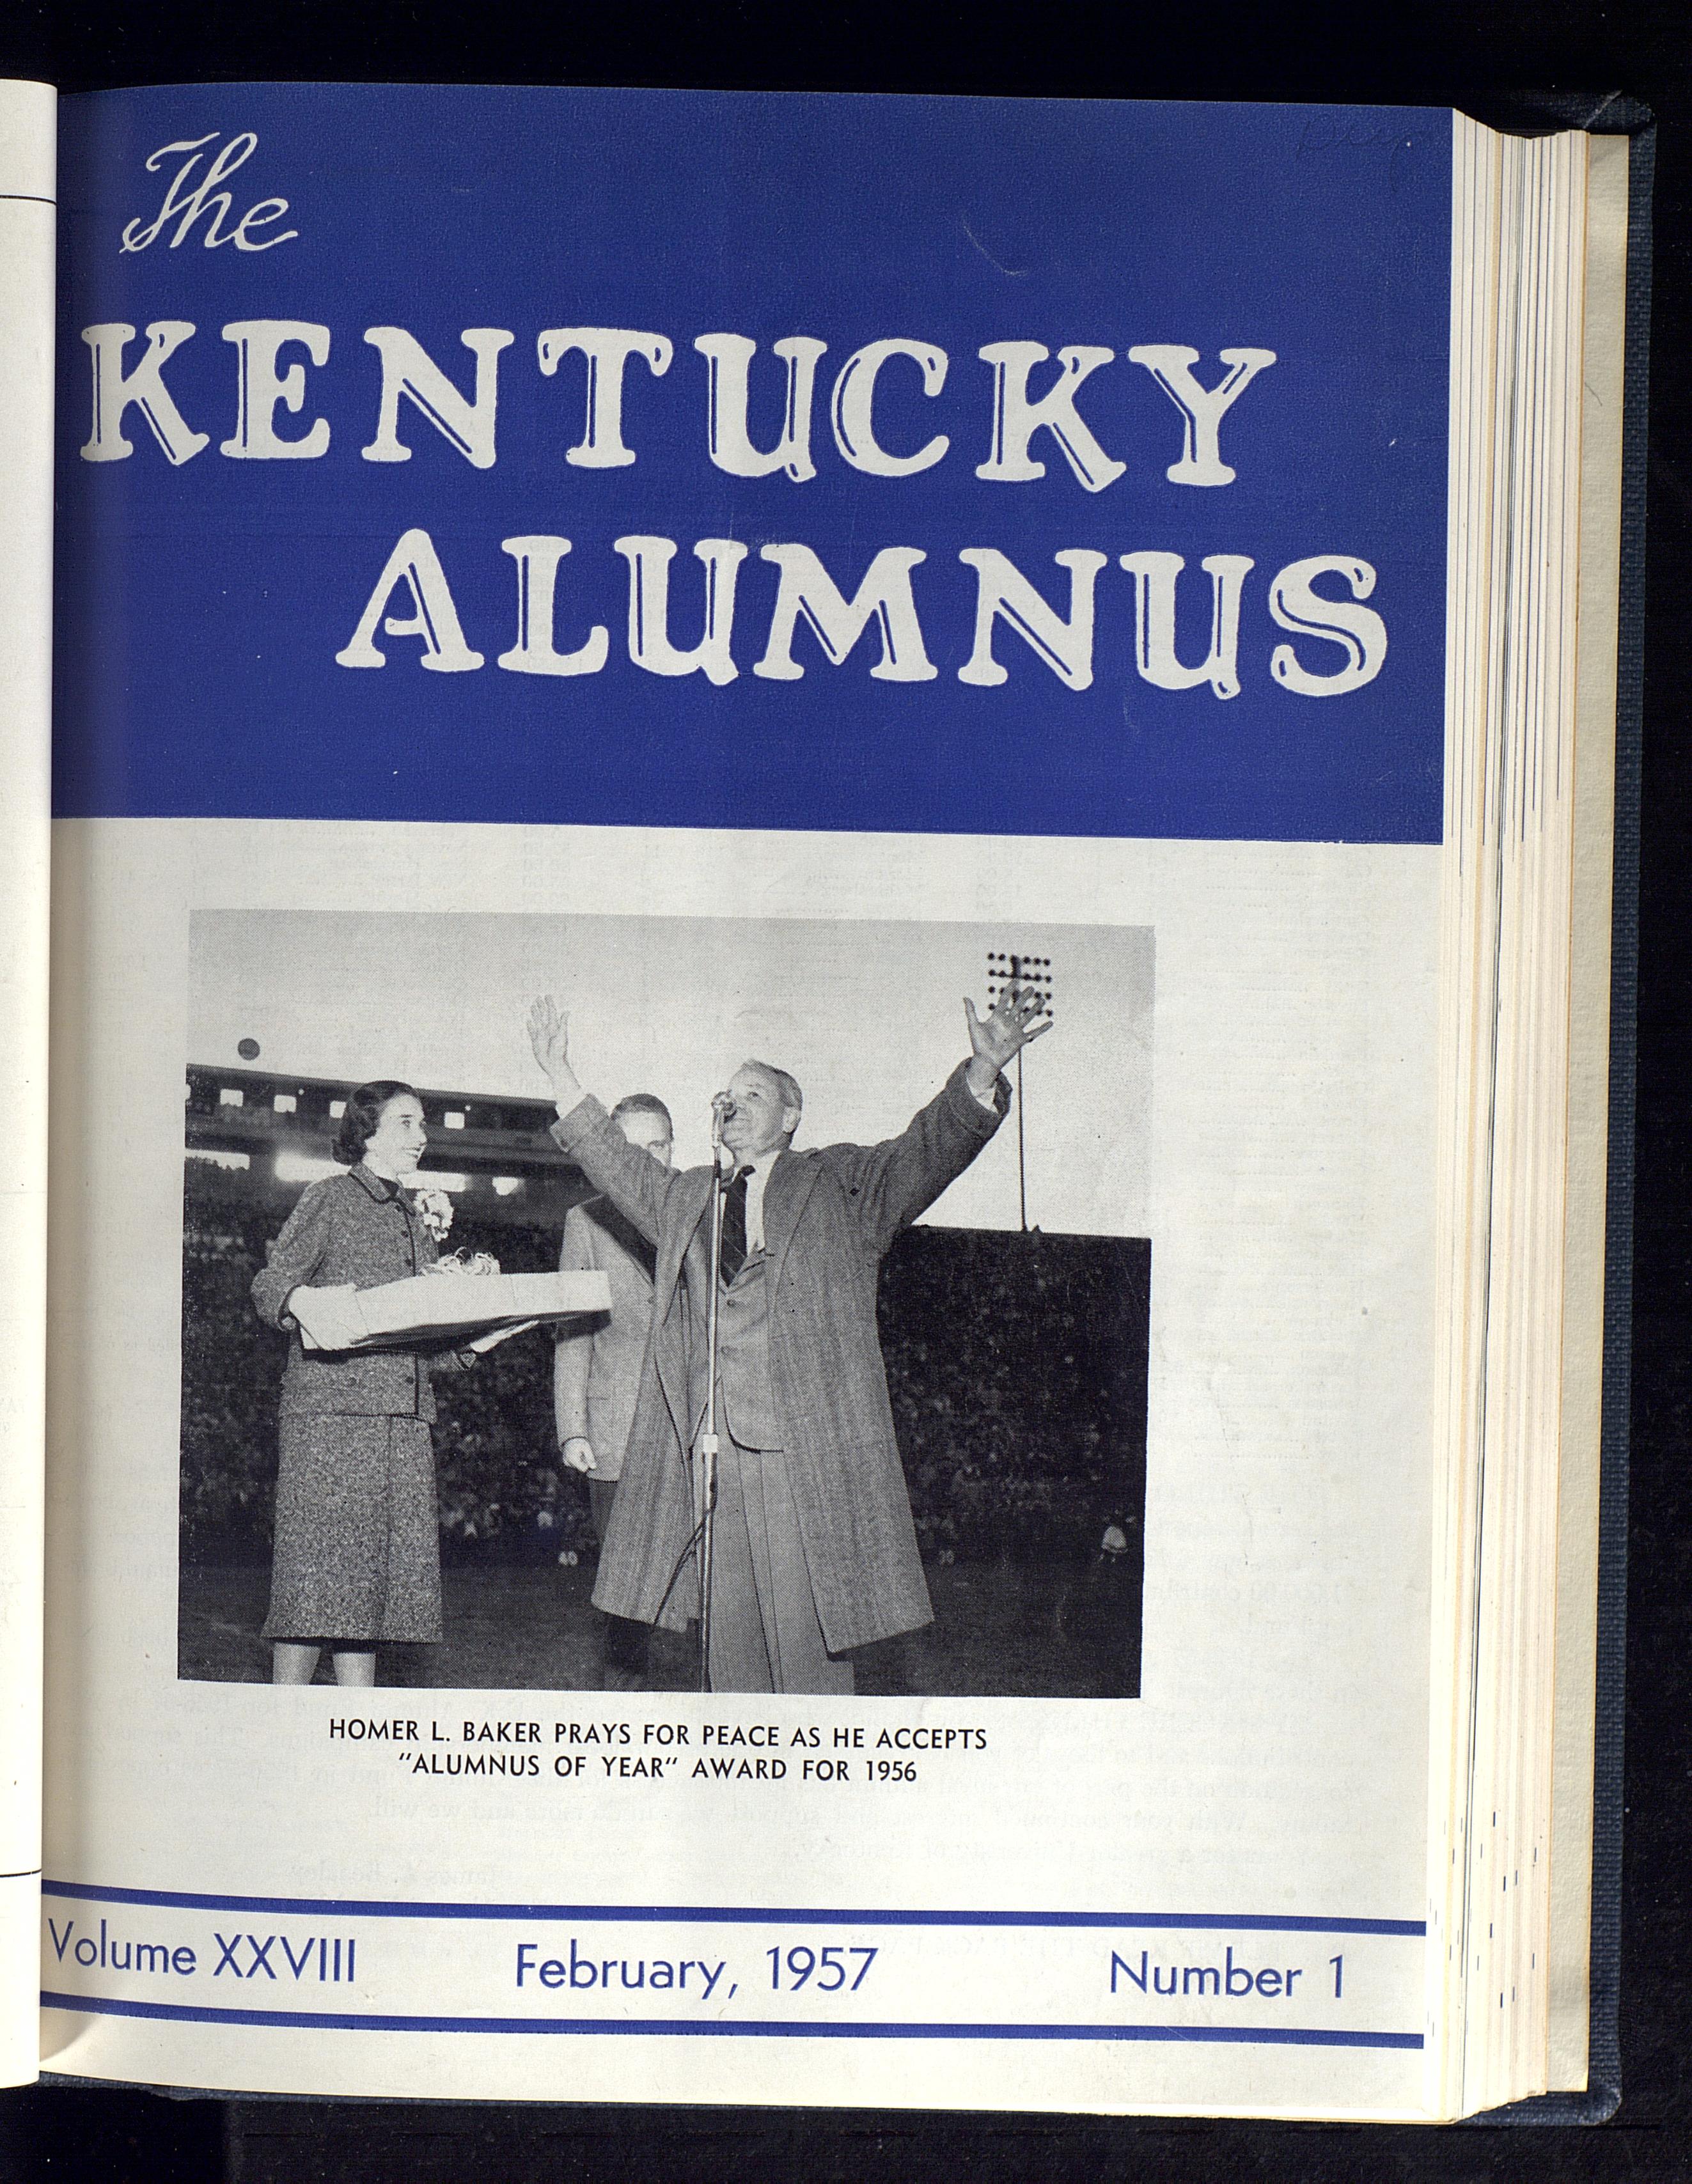 The
KENTUCKY
ALUMNUS
HOMER L. BAKER PRAYS FOR PEACE AS HE ACCEPTS
"ALUMNUS OF YEAR" AWARD FOR 1956
Volume XXVIII February, 1957 Number 1